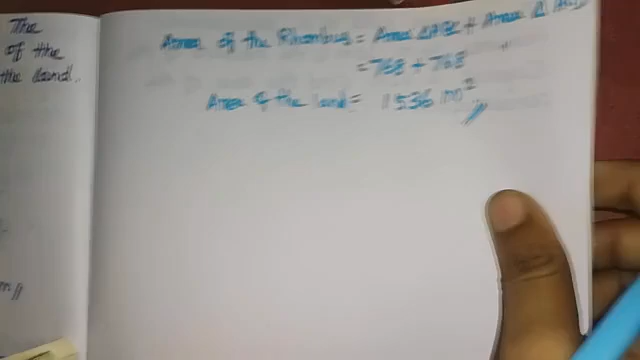 The
of the
the land.
m //
Area of the Rhombus = Area △ABC + Area △
= 768 + 768
Area of the land = 1536 m² //